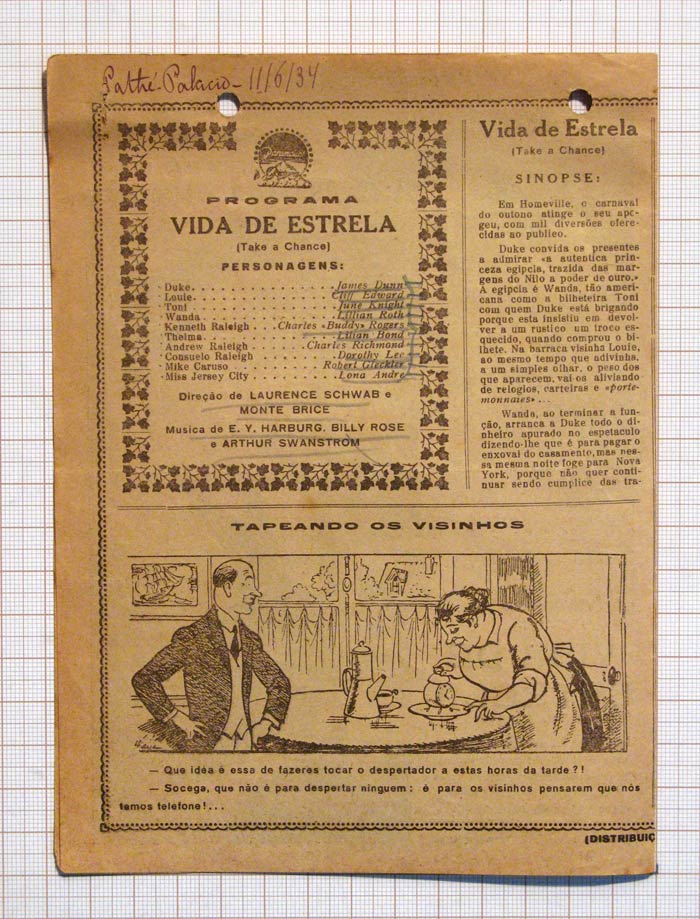 Pathé-Palacio - 11/6/34
PROGRAMA
VIDA DE ESTRELA
(Take a Chance)
PERSONAGENS:
Duke. . . . . . . . . . . . . . James Dunn
Louie. . . . . . . . . . . . . . Cliff Edward
Toni . . . . . . . . . . . . . . June Knight
Wanda. . . . . . . . . . . . . . Lillian Roth
Kenneth Raleigh . . Charles «Buddy» Rogers
Thelma. . . . . . . . . . . . . . Lilian Bond
Andrew Raleigh . . . . . . Charles Richmond
Consuelo Raleigh . . . . . . Dorothy Lee
Mike Caruso . . . . . . . . Robert Gleckler
Miss Jersey City . . . . . . . . Lona Andre
Direção de LAURENCE SCHWAB e
MONTE BRICE
Musica de E. Y. HARBURG, BILLY ROSE
e ARTHUR SWANSTROM
Vida de Estrela
(Take a Chance)
SINOPSE:
Em Homeville, o carnaval
do outono atinge o seu apo-
geu, com mil diversões ofere-
cidas ao publico.
Duke convida os presentes
a admirar «a autentica prin-
ceza egipcia, trazida das mar-
gens do Nilo a poder de ouro.»
A egipcia é Wanda, tão ameri-
cana como a bilheteira Toni
com quem Duke está brigando
porque esta insistiu em devol-
ver a um rustico um troco es-
quecido, quando comprou o bi-
lhete. Na barraca visinha Louie,
ao mesmo tempo que adivinha,
a um simples olhar, o peso dos
que aparecem, vai-os aliviando
de relogios, carteiras e «porte-
monnaies» ...
Wanda, ao terminar a fun-
ção, arranca a Duke todo o di-
nheiro apurado no espetaculo
dizendo-lhe que é para pagar o
enxoval do casamento, mas nes-
sa mesma noite foge para Nova
York, porque não quer conti-
nuar sendo cumplice das tra-
TAPEANDO OS VISINHOS
— Que idéa é essa de fazeres tocar o despertador a estas horas da tarde?!
— Socega, que não é para despertar ninguem: é para os visinhos pensarem que nós
temos telefone!...
(DISTRIBUIÇ